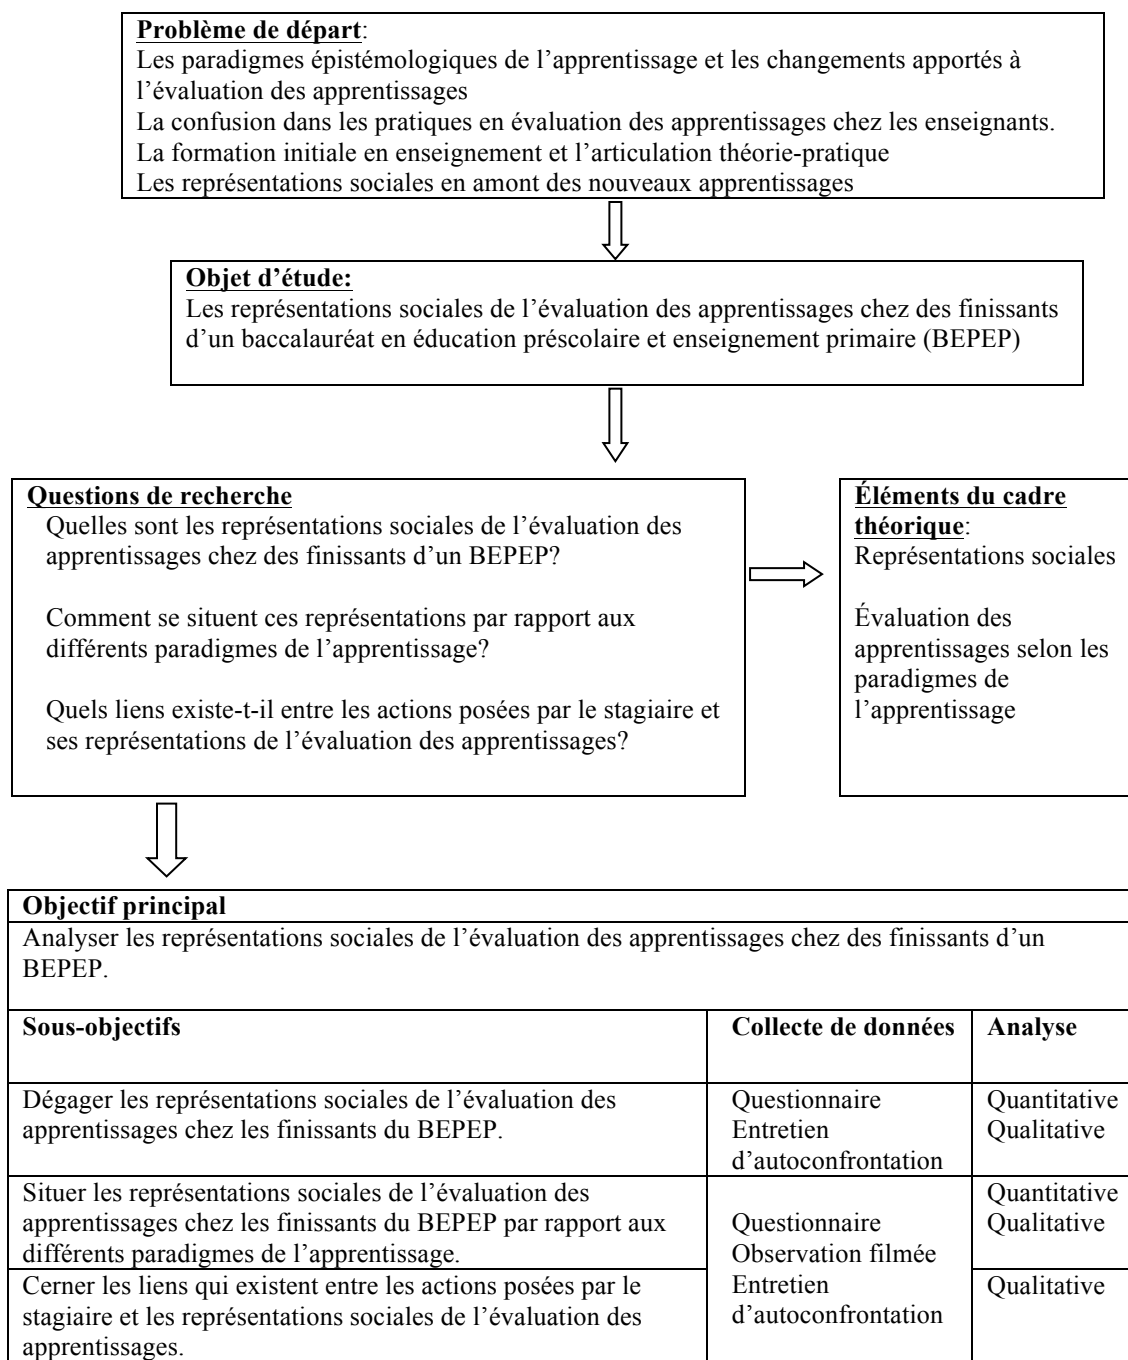 Problème de départ:
Les paradigmes épistémologiques de l’apprentissage et les changements apportés à
l’évaluation des apprentissages
La confusion dans les pratiques en évaluation des apprentissages chez les enseignants.
La formation initiale en enseignement et l’articulation théorie-pratique
Les représentations sociales en amont des nouveaux apprentissages
Objet d’étude:
Les représentations sociales de l’évaluation des apprentissages chez des finissants
d’un baccalauréat en éducation préscolaire et enseignement primaire (BEPEP)
Questions de recherche
Quelles sont les représentations sociales de l’évaluation des
apprentissages chez des finissants d’un BEPEP?
Comment se situent ces représentations par rapport aux
différents paradigmes de l’apprentissage?
Quels liens existe-t-il entre les actions posées par le stagiaire et
ses représentations de l’évaluation des apprentissages?
Éléments du cadre
théorique:
Représentations sociales
Évaluation des
apprentissages selon les
paradigmes de
l’apprentissage
Objectif principal
Analyser les représentations sociales de l’évaluation des apprentissages chez des finissants d’un
BEPEP.
Sous-objectifs
Collecte de données
Analyse
Dégager les représentations sociales de l’évaluation des
apprentissages chez les finissants du BEPEP.
Questionnaire
Entretien
d’autoconfrontation
Quantitative
Qualitative
Situer les représentations sociales de l’évaluation des
apprentissages chez les finissants du BEPEP par rapport aux
différents paradigmes de l’apprentissage.
Questionnaire
Observation filmée
Entretien
d’autoconfrontation
Quantitative
Qualitative
Cerner les liens qui existent entre les actions posées par le
stagiaire et les représentations sociales de l’évaluation des
apprentissages.
Qualitative